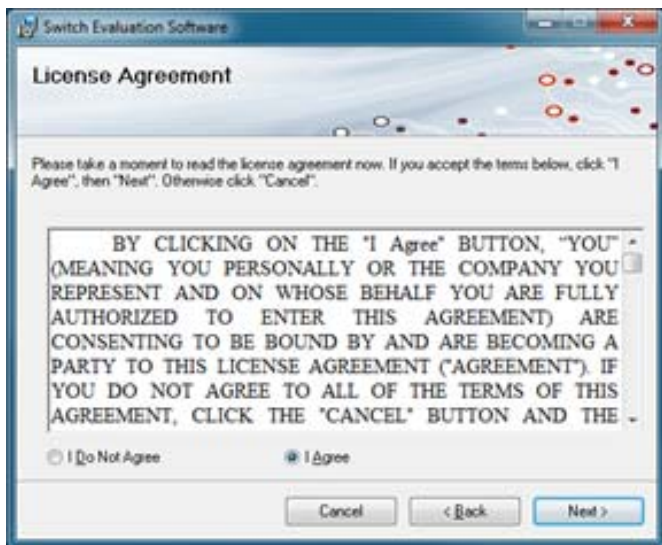 Switch Evaluation Software
License Agreement
Please take a moment to read the license agreement now. If you accept the terms below, click "I
Agree", then "Next". Otherwise click "Cancel".
BY CLICKING ON THE "I Agree" BUTTON, “YOU”
(MEANING YOU PERSONALLY OR THE COMPANY YOU
REPRESENT AND ON WHOSE BEHALF YOU ARE FULLY
AUTHORIZED TO ENTER THIS AGREEMENT) ARE
CONSENTING TO BE BOUND BY AND ARE BECOMING A
PARTY TO THIS LICENSE AGREEMENT ("AGREEMENT"). IF
YOU DO NOT AGREE TO ALL OF THE TERMS OF THIS
AGREEMENT, CLICK THE "CANCEL" BUTTON AND THE
I Do Not Agree I Agree
Cancel < Back Next >